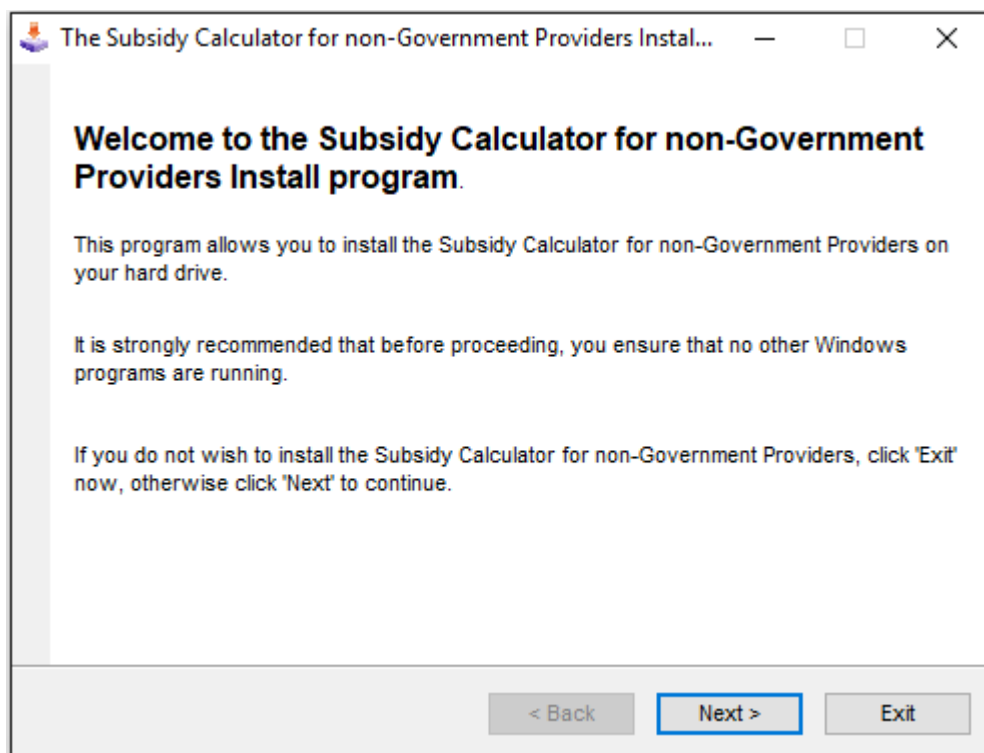 The Subsidy Calculator for non-Government Providers Instal...
Welcome to the Subsidy Calculator for non-Government
Providers Install program.
This program allows you to install the Subsidy Calculator for non-Government Providers on
your hard drive.
It is strongly recommended that before proceeding, you ensure that no other Windows
programs are running.
If you do not wish to install the Subsidy Calculator for non-Government Providers, click 'Exit'
now, otherwise click 'Next' to continue.
< Back
Next >
Exit